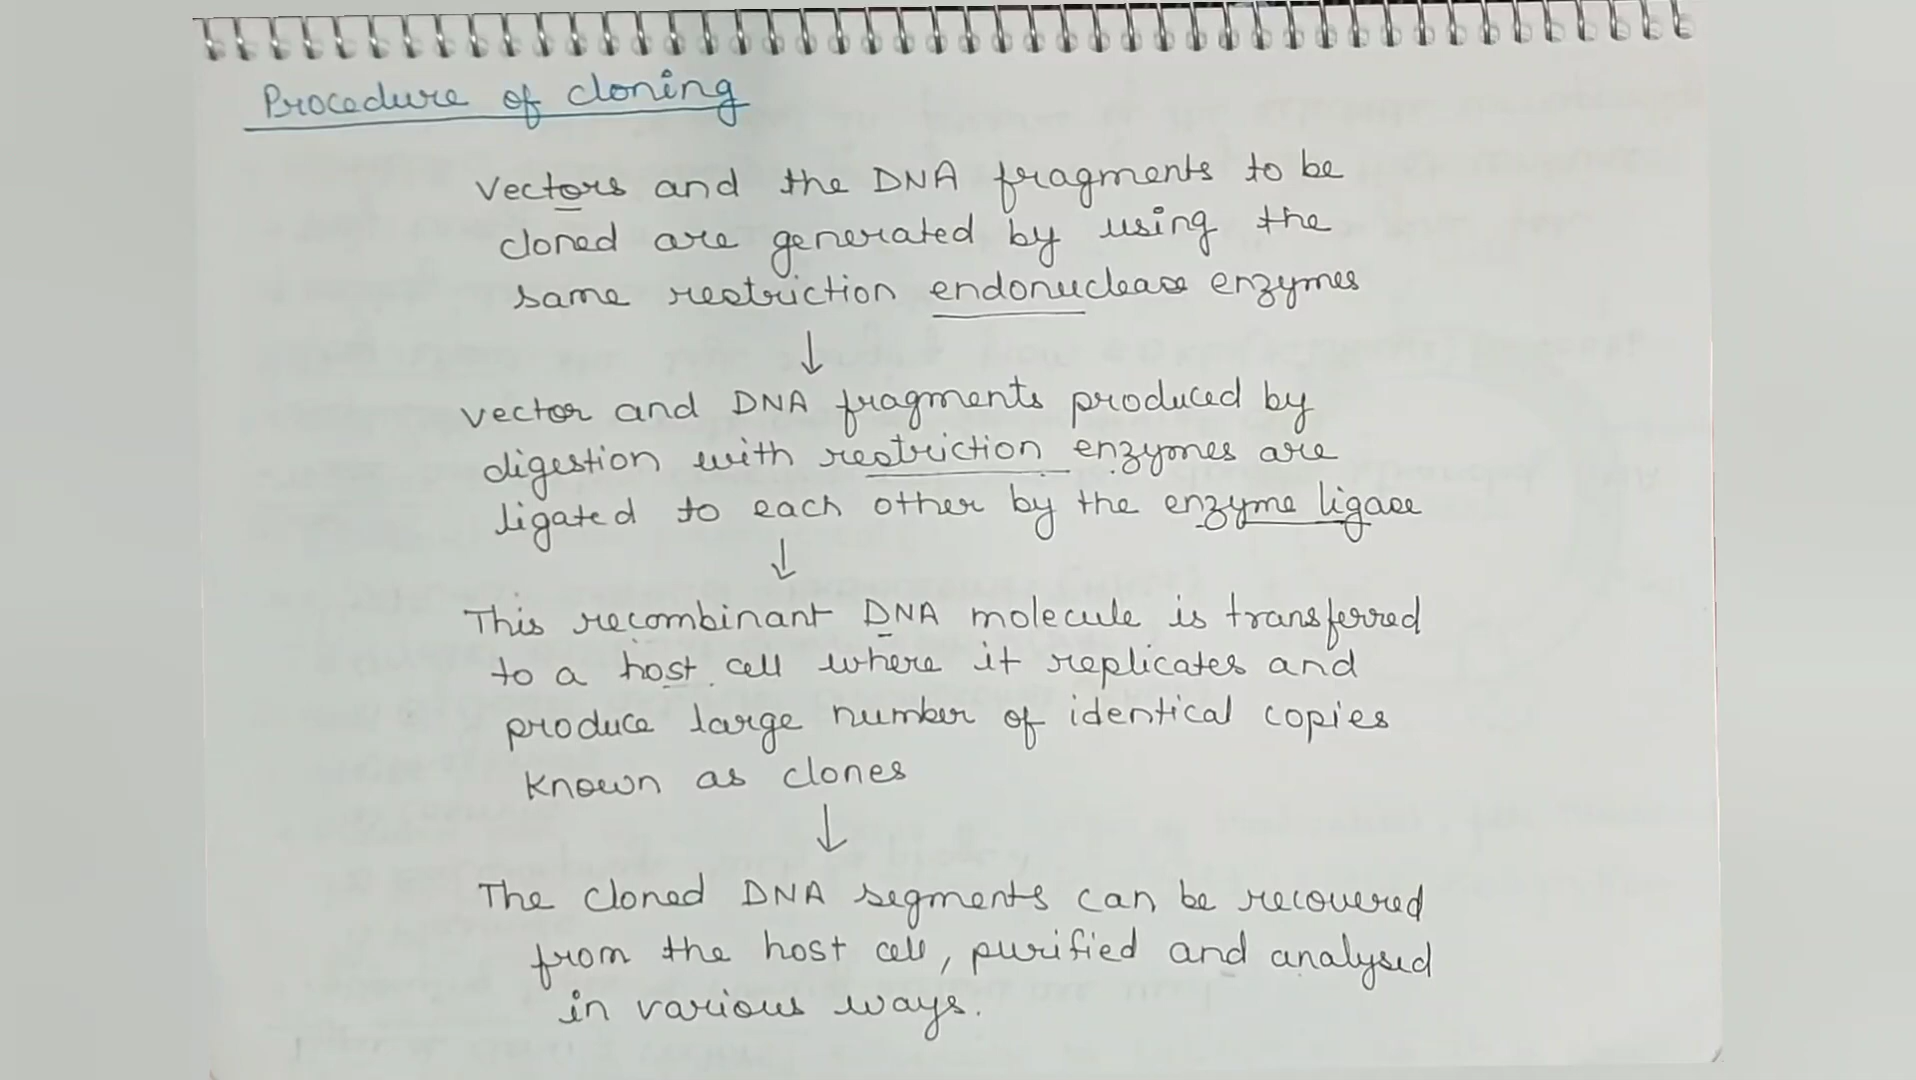 Procedure of cloning
vectors and the DNA fragments to be
cloned are generated by using the
same restriction endonuclease enzymes
↓
vector and DNA fragments produced by
digestion with restriction enzymes are
ligated to each other by the enzyme ligase
↓
This recombinant DNA molecule is transferred
to a host cell where it replicates and
produce large number of identical copies
known as clones
↓
The cloned DNA segments can be recovered
from the host cell, purified and analysed
in various ways.